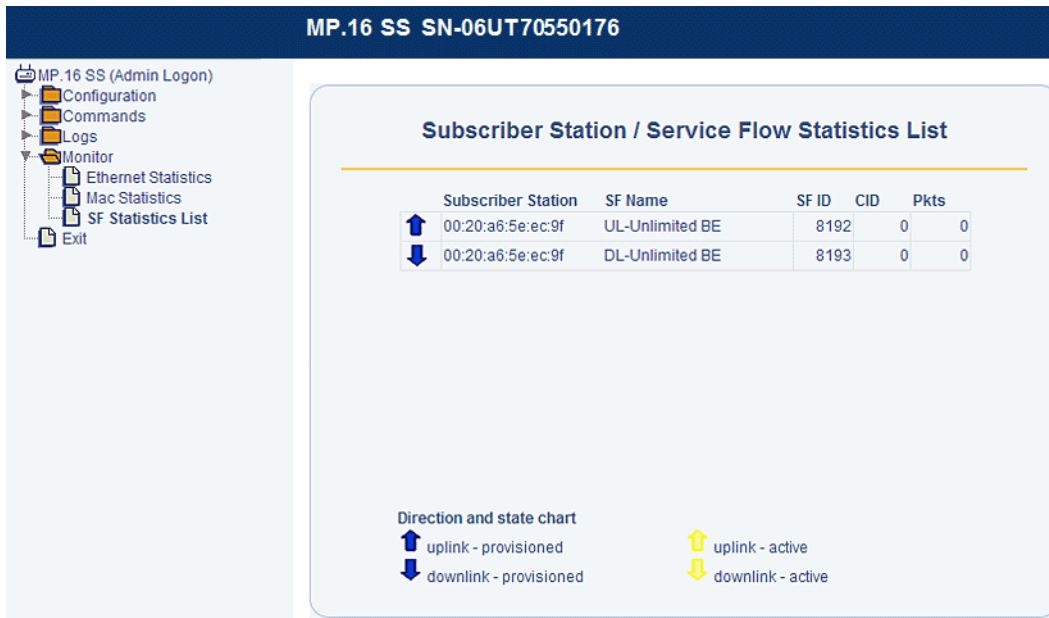 MP.16 SS SN-06UT70550176
MP.16 SS (Admin Logon)
Configuration
Commands
Logs
Monitor
Ethernet Statistics
Mac Statistics
SF Statistics List
Exit
Subscriber Station / Service Flow Statistics List
Subscriber Station SF Name SF ID CID Pkts
00:20:a6:5e:ec:9f UL-Unlimited BE 8192 0 0
00:20:a6:5e:ec:9f DL-Unlimited BE 8193 0 0
Direction and state chart
uplink - provisioned uplink - active
downlink - provisioned downlink - active